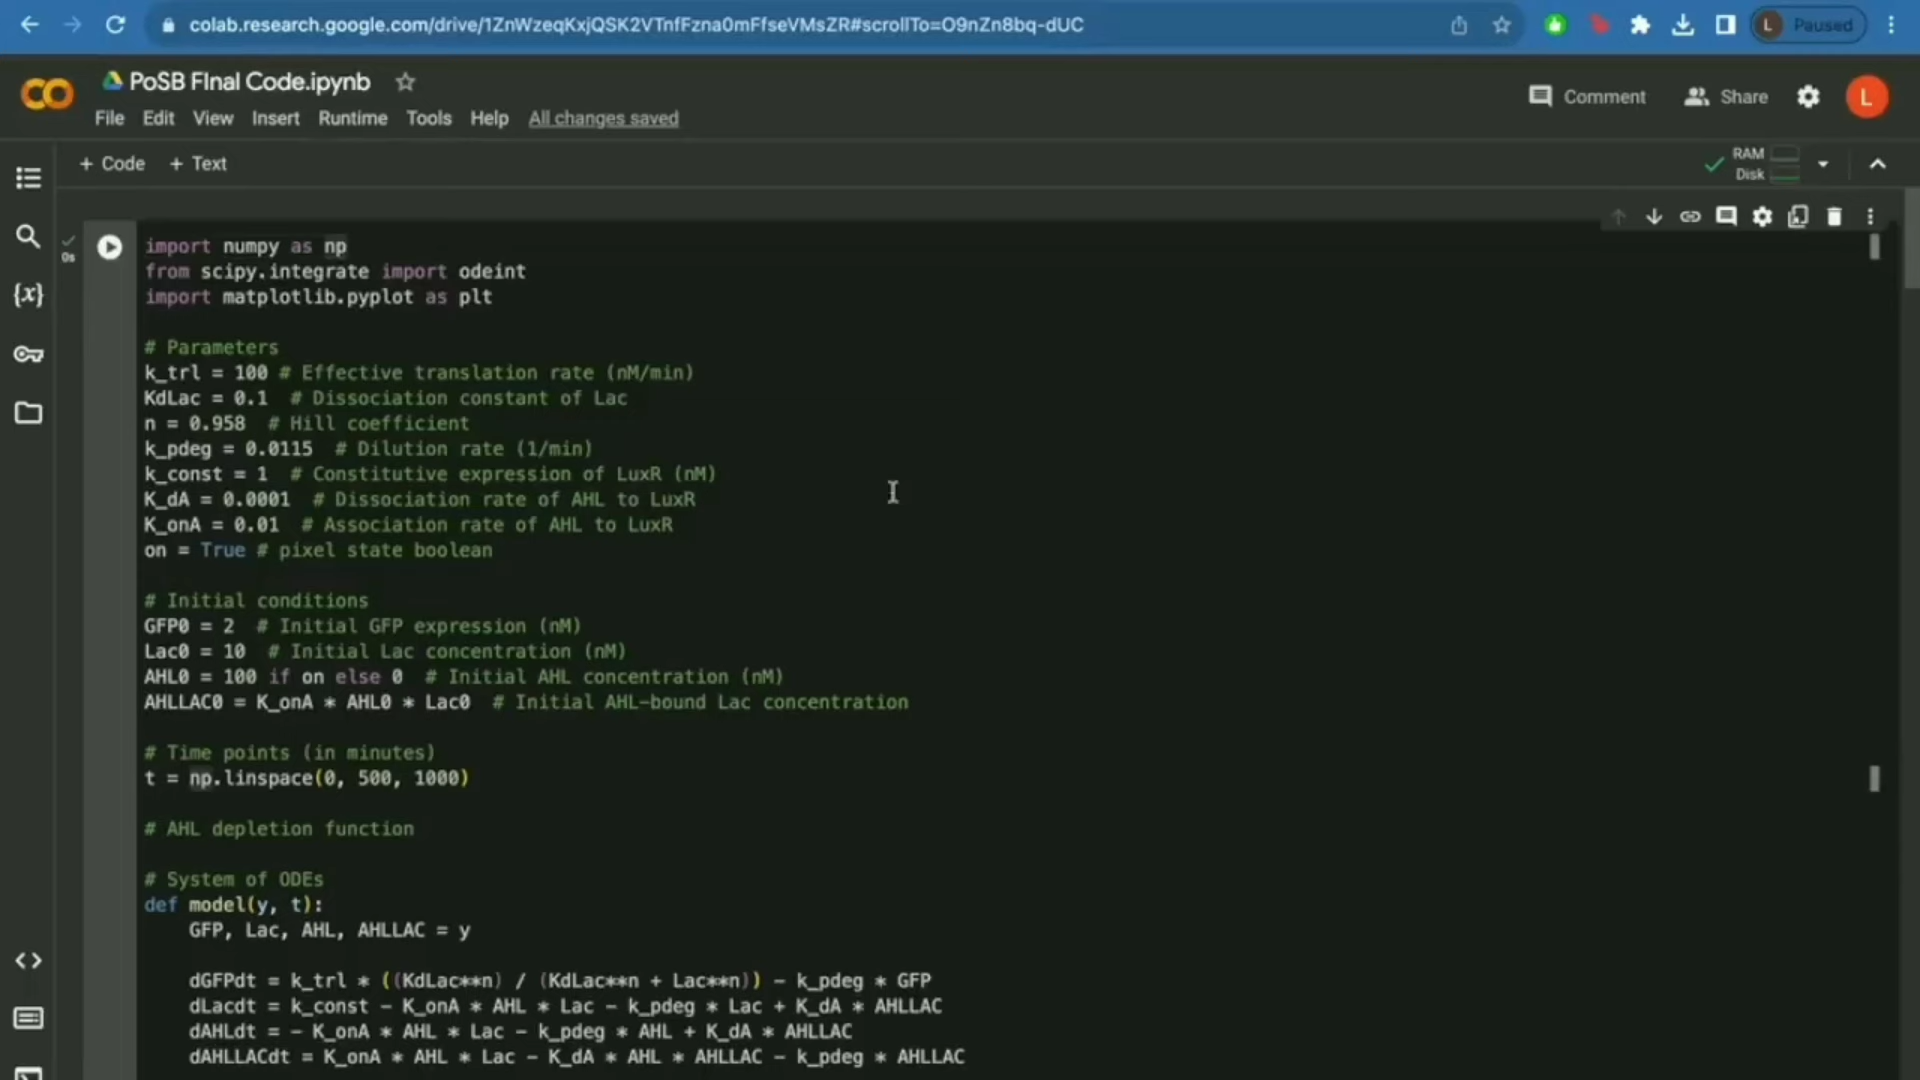 colab.research.google.com/drive/1ZnWzeqKxjQSK2VTnfFzna0mFfseVMsZR#scrollTo=O9nZn8bq-dUC
L Paused
PoSB FInal Code.ipynb
File Edit View Insert Runtime Tools Help All changes saved
Comment Share L
+ Code + Text
RAM
Disk
0s
import numpy as np
from scipy.integrate import odeint
import matplotlib.pyplot as plt
# Parameters
k_trl = 100 # Effective translation rate (nM/min)
KdLac = 0.1  # Dissociation constant of Lac
n = 0.958  # Hill coefficient
k_pdeg = 0.0115  # Dilution rate (1/min)
k_const = 1  # Constitutive expression of LuxR (nM)
K_dA = 0.0001  # Dissociation rate of AHL to LuxR
K_onA = 0.01  # Association rate of AHL to LuxR
on = True # pixel state boolean
# Initial conditions
GFP0 = 2  # Initial GFP expression (nM)
Lac0 = 10  # Initial Lac concentration (nM)
AHL0 = 100 if on else 0  # Initial AHL concentration (nM)
AHLLAC0 = K_onA * AHL0 * Lac0  # Initial AHL-bound Lac concentration
# Time points (in minutes)
t = np.linspace(0, 500, 1000)
# AHL depletion function
# System of ODEs
def model(y, t):
GFP, Lac, AHL, AHLLAC = y
dGFPdt = k_trl * ((KdLac**n) / (KdLac**n + Lac**n)) - k_pdeg * GFP
dLacdt = k_const - K_onA * AHL * Lac - k_pdeg * Lac + K_dA * AHLLAC
dAHLdt = - K_onA * AHL * Lac - k_pdeg * AHL + K_dA * AHLLAC
dAHLLACdt = K_onA * AHL * Lac - K_dA * AHL * AHLLAC - k_pdeg * AHLLAC